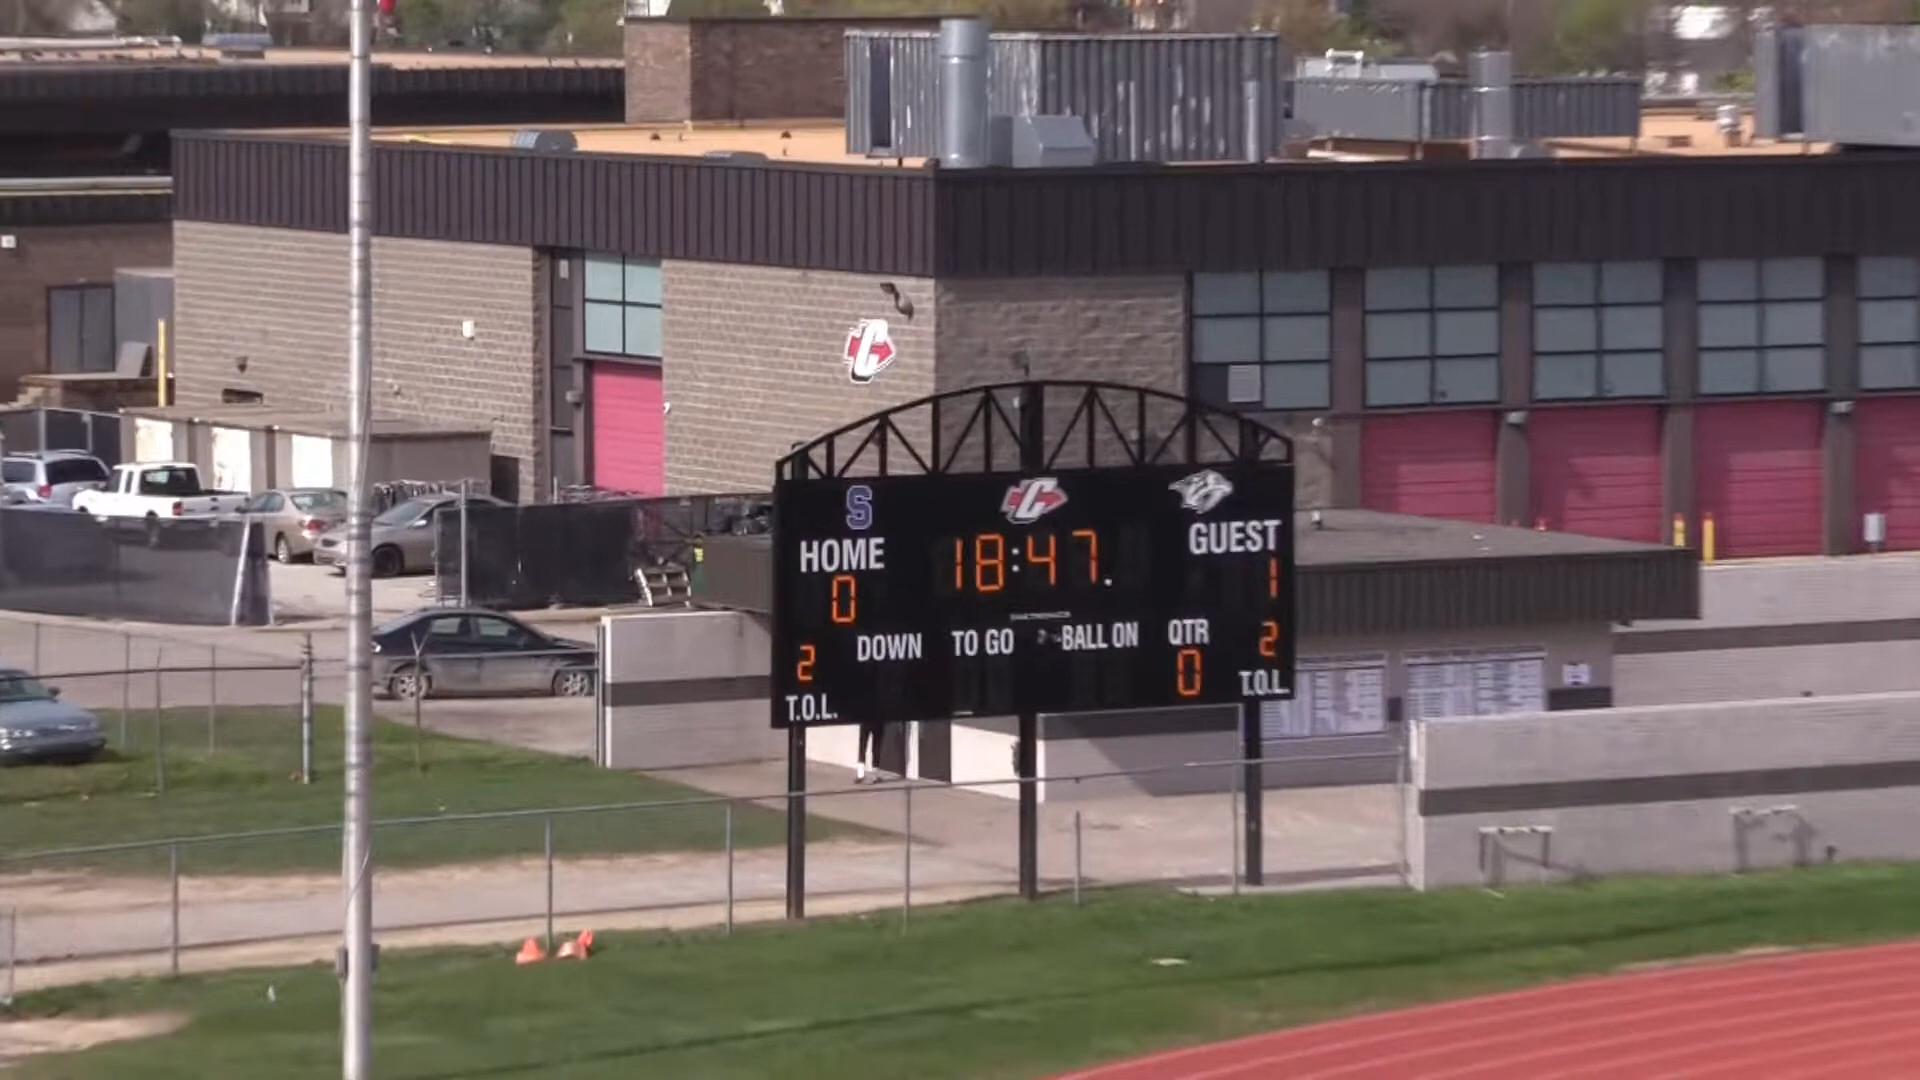 C
S C
HOME 18:47. GUEST
0 1
DOWN TO GO BALL ON QTR
2 0 2
T.O.L. T.O.L.